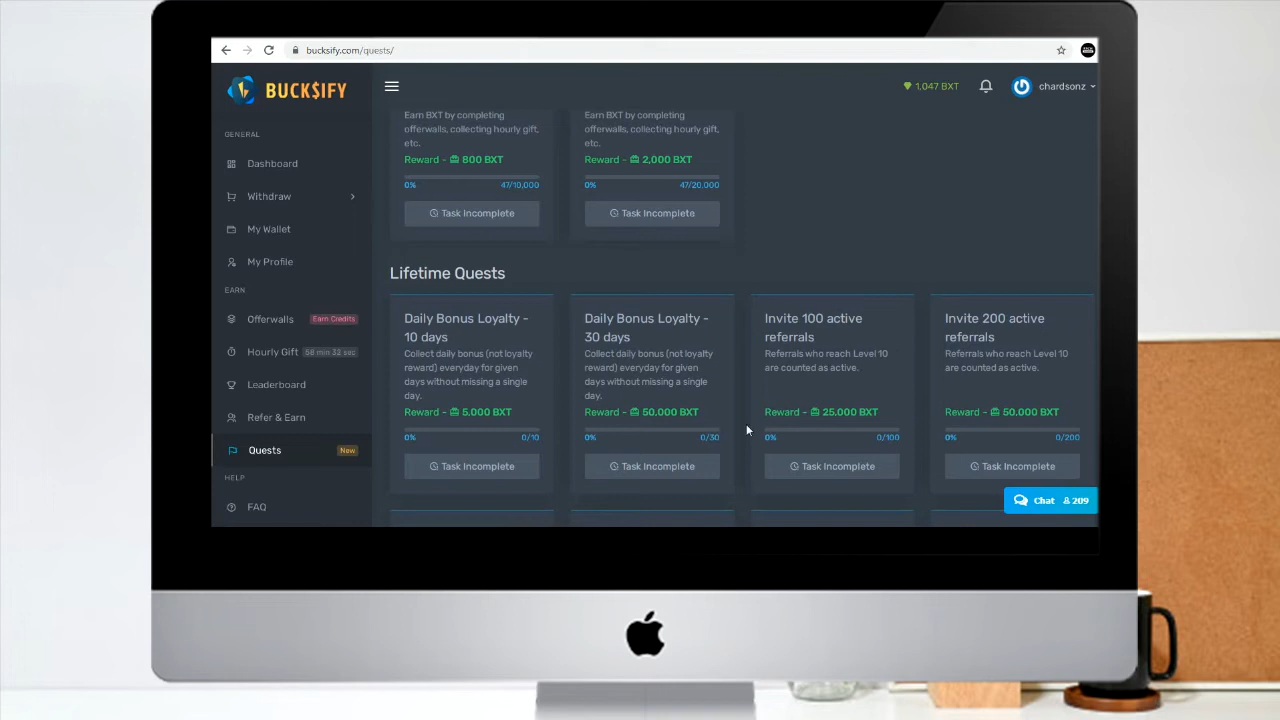 bucksify.com/quests/
BUCK$IFY
1,047 BXT
chardsonz
GENERAL
Dashboard
Withdraw
My Wallet
My Profile
EARN
Offerwalls Earn Credits
Hourly Gift 58 min 32 sec
Leaderboard
Refer & Earn
Quests New
HELP
FAQ
Earn BXT by completing
offerwalls, collecting hourly gift,
etc.
Reward - 800 BXT
0% 47/10,000
Task Incomplete
Earn BXT by completing
offerwalls, collecting hourly gift,
etc.
Reward - 2,000 BXT
0% 47/20,000
Task Incomplete
Lifetime Quests
Daily Bonus Loyalty -
10 days
Collect daily bonus (not loyalty
reward) everyday for given
days without missing a single
day.
Reward - 5,000 BXT
0% 0/10
Task Incomplete
Daily Bonus Loyalty -
30 days
Collect daily bonus (not loyalty
reward) everyday for given
days without missing a single
day.
Reward - 50,000 BXT
0% 0/30
Task Incomplete
Invite 100 active
referrals
Referrals who reach Level 10
are counted as active.
Reward - 25,000 BXT
0% 0/100
Task Incomplete
Invite 200 active
referrals
Referrals who reach Level 10
are counted as active.
Reward - 50,000 BXT
0% 0/200
Task Incomplete
Chat 209